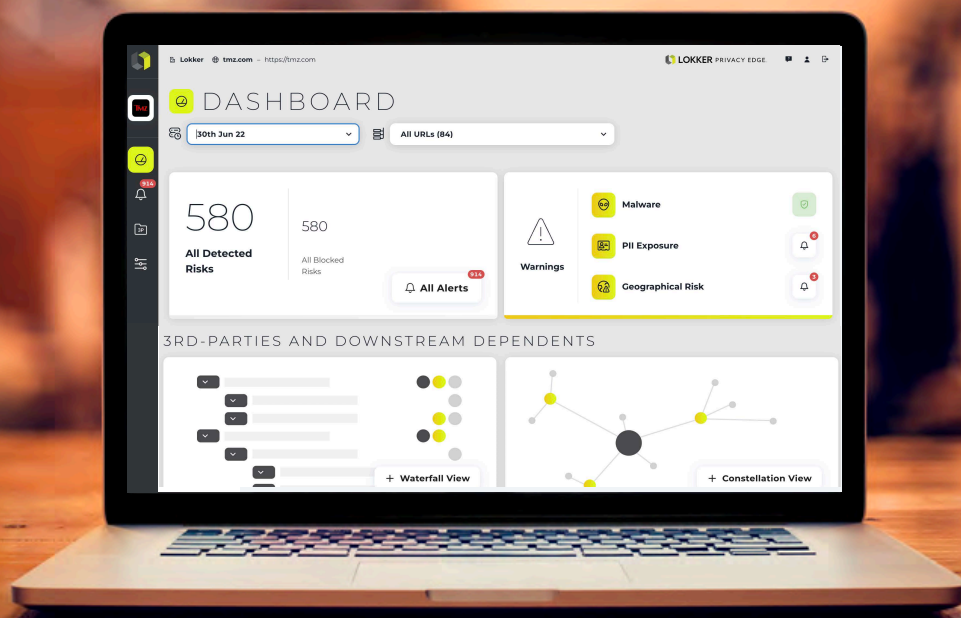 Lokker tmz.com – https://tmz.com
LOKKER PRIVACY EDGE
TMZ
DASHBOARD
30th Jun 22
All URLs (84)
914
3P
580
All Detected
Risks
580
All Blocked
Risks
914
All Alerts
Warnings
Malware
PII Exposure
6
Geographical Risk
3
3RD-PARTIES AND DOWNSTREAM DEPENDENTS
+ Waterfall View
+ Constellation View